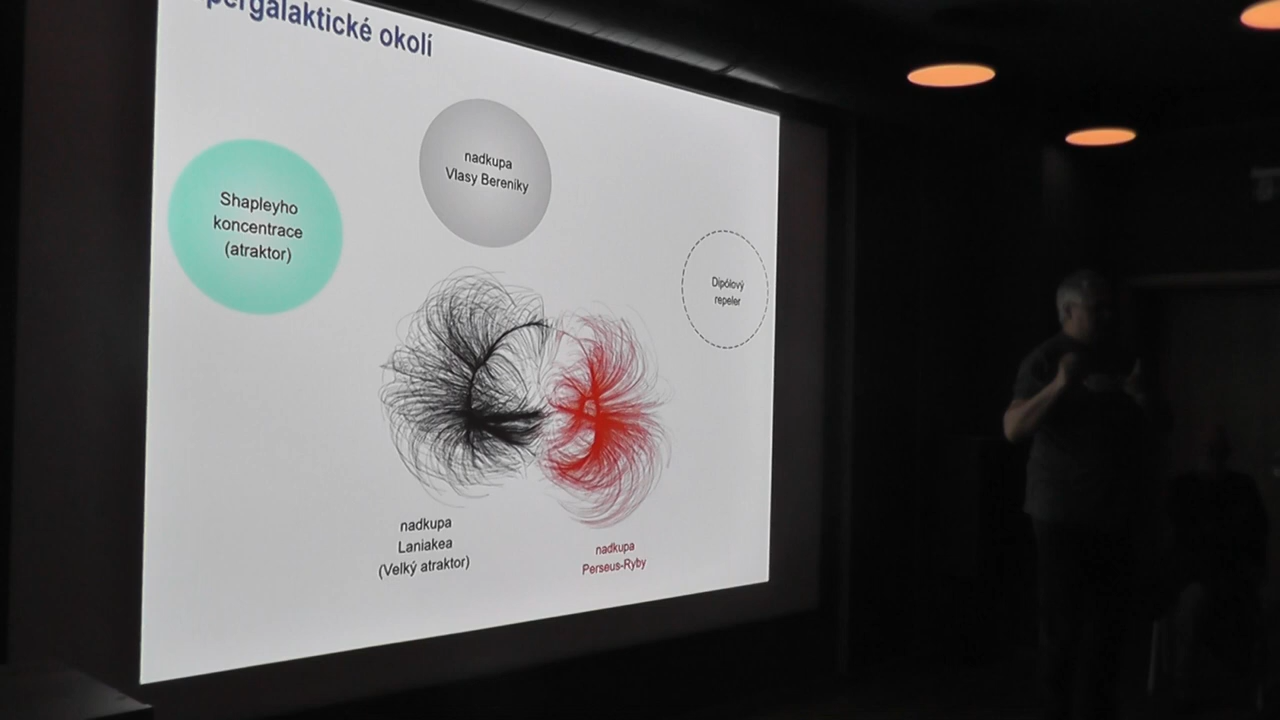 pergalaktické okolí
nadkupa
Vlasy Bereniky
Shapleyho
koncentrace
(atraktor)
Dipólový
repeler
nadkupa
Laniakea
(Velký atraktor)
nadkupa
Perseus-Ryby